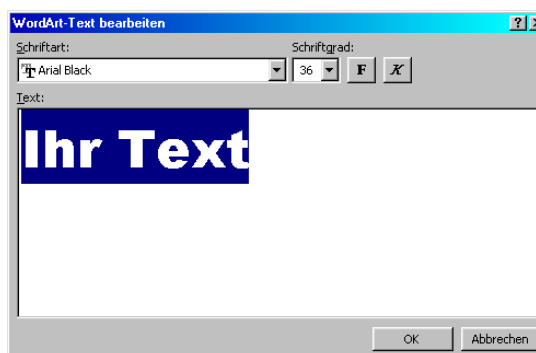 WordArt-Text bearbeiten
Schriftart: Schriftgrad:
Arial Black 36 F K
Text:
Ihr Text
OK Abbrechen